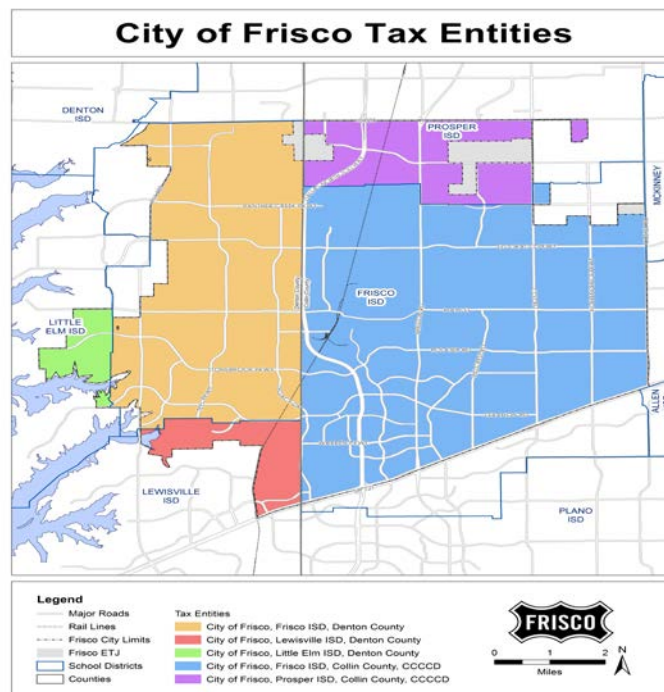 City of Frisco Tax Entities
DENTON
ISD
PROSPER
ISD
MCKINNEY
FRISCO
ISD
LITTLE
ELM ISD
ALLEN
LEWISVILLE
ISD
PLANO
ISD
Legend
Major Roads
Rail Lines
Frisco City Limits
Frisco ETJ
School Districts
Counties
Tax Entities
City of Frisco, Frisco ISD, Denton County
City of Frisco, Lewisville ISD, Denton County
City of Frisco, Little Elm ISD, Denton County
City of Frisco, Frisco ISD, Collin County, CCCCD
City of Frisco, Prosper ISD, Collin County, CCCCD
FRISCO
0 1 2
Miles
N